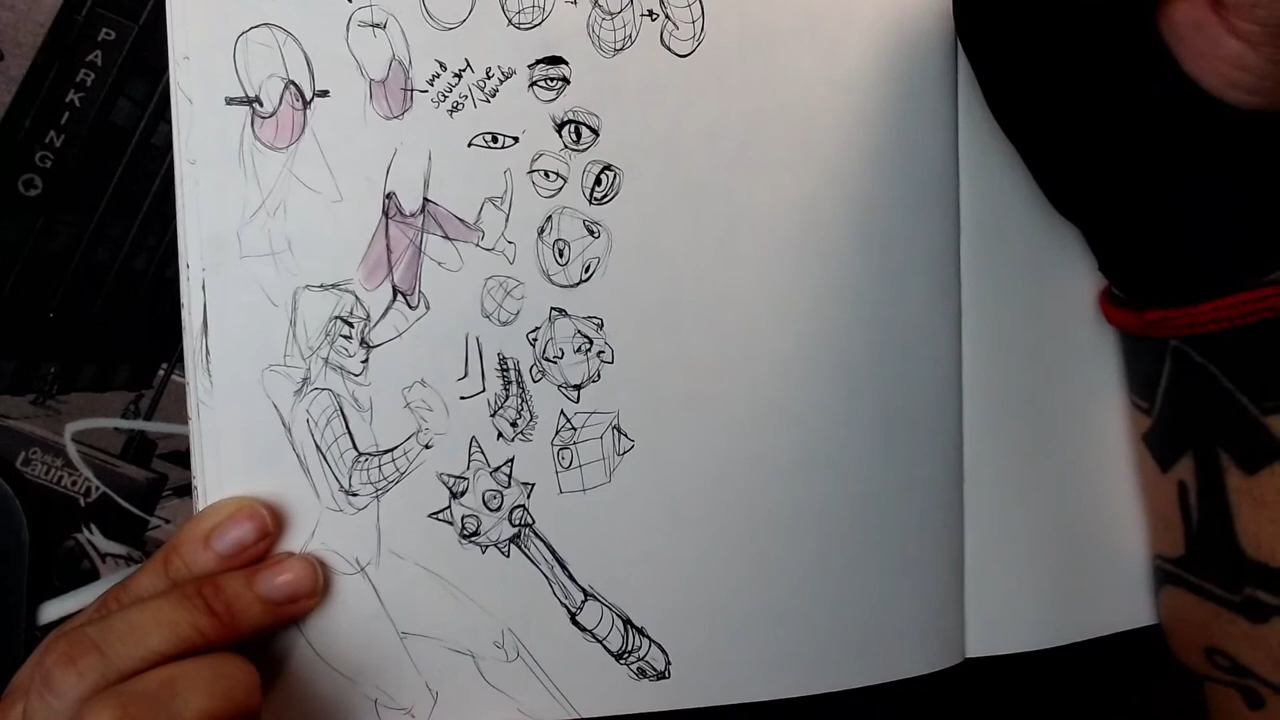 PARKING
mid
squishy
ABS/love
handles
Quick
Laundry